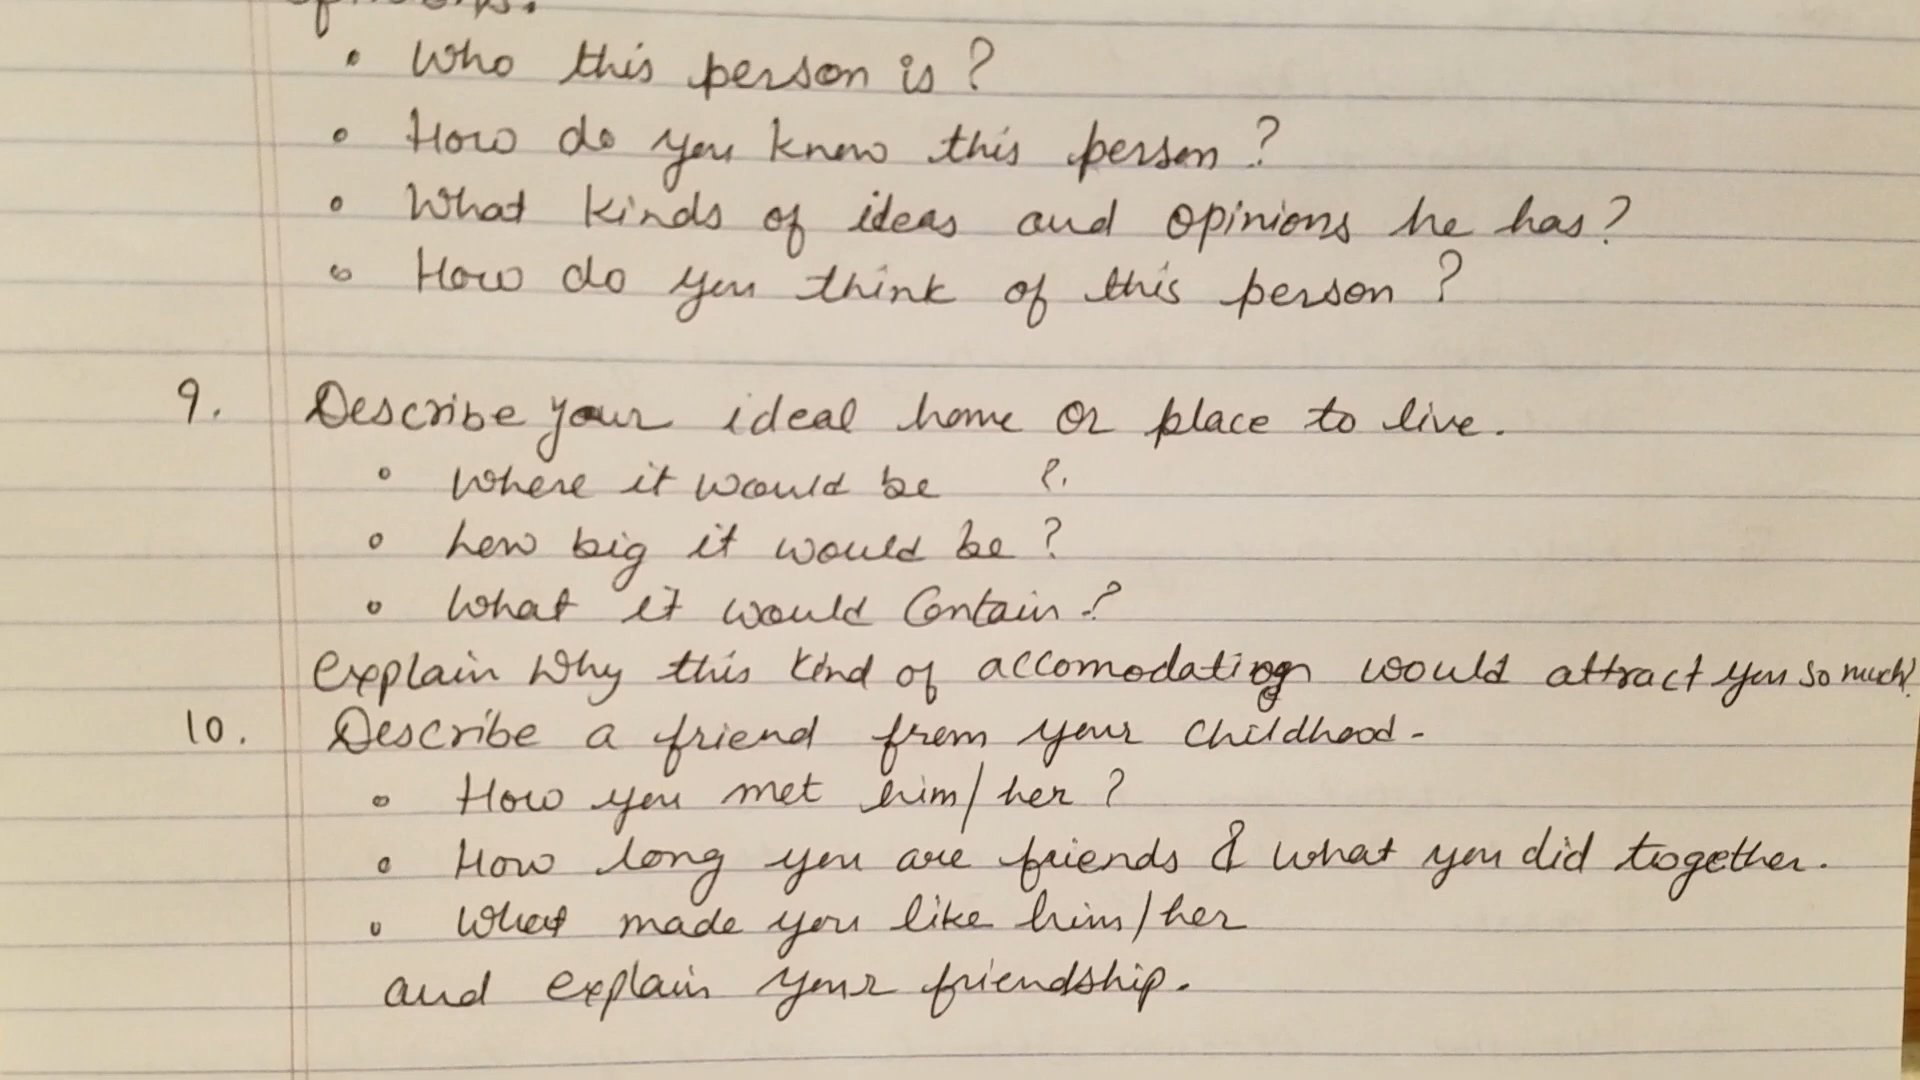 • Who this person is?
• How do you know this person?
• What kinds of ideas and opinions he has?
• How do you think of this person?
9. Describe your ideal home or place to live.
• Where it would be ?.
• how big it would be?
• What it would Contain?
explain Why this kind of accomodation would attract you so much?
10. Describe a friend from your childhood.
• How you met him/her?
• How long you are friends & what you did together.
• What made you like him/her
and explain your friendship.